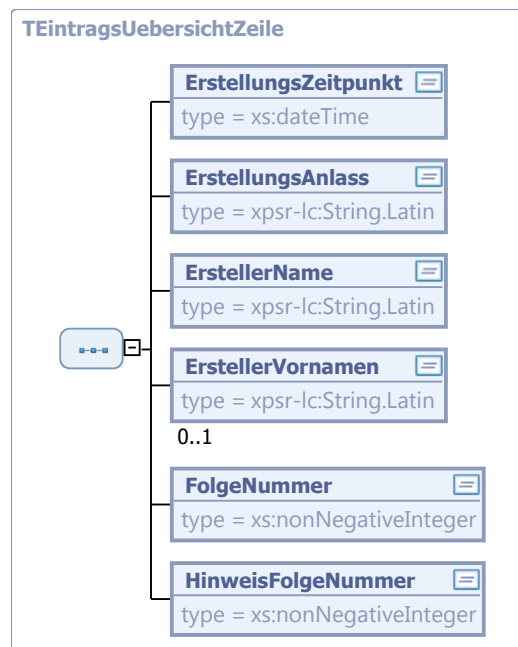 TEintragsUebersichtZeile
ErstellungsZeitpunkt
type = xs:dateTime
ErstellungsAnlass
type = xpsr-lc:String.Latin
ErstellerName
type = xpsr-lc:String.Latin
ErstellerVornamen
type = xpsr-lc:String.Latin
0..1
FolgeNummer
type = xs:nonNegativeInteger
HinweisFolgeNummer
type = xs:nonNegativeInteger